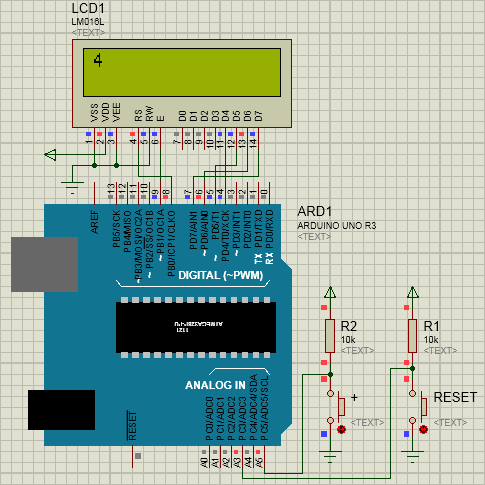 LCD1
LM016L
<TEXT>
4
VSS
VDD
VEE
RS
RW
E
D0
D1
D2
D3
D4
D5
D6
D7
1
2
3
4
5
6
7
8
9
10
11
12
13
14
13
12
11
10
9
8
7
6
5
4
3
2
1
0
AREF
PB5/SCK
PB4/MISO
~PB3/MOSI/OC2A
~PB2/SS/OC1B
~PB1/OC1A
PB0/ICP1/CLKO
PD7/AIN1
~PD6/AIN0
~PD5/T1
PD4/T0/XCK
~PD3/INT1
PD2/INT0
TX PD1/TXD
RX PD0/RXD
ARD1
ARDUINO UNO R3
<TEXT>
DIGITAL (~PWM)
1121
R2
10k
<TEXT>
R1
10k
<TEXT>
ANALOG IN
RESET
PC0/ADC0
PC1/ADC1
PC2/ADC2
PC3/ADC3
PC4/ADC4/SDA
PC5/ADC5/SCL
A0
A1
A2
A3
A4
A5
+
<TEXT>
RESET
<TEXT>